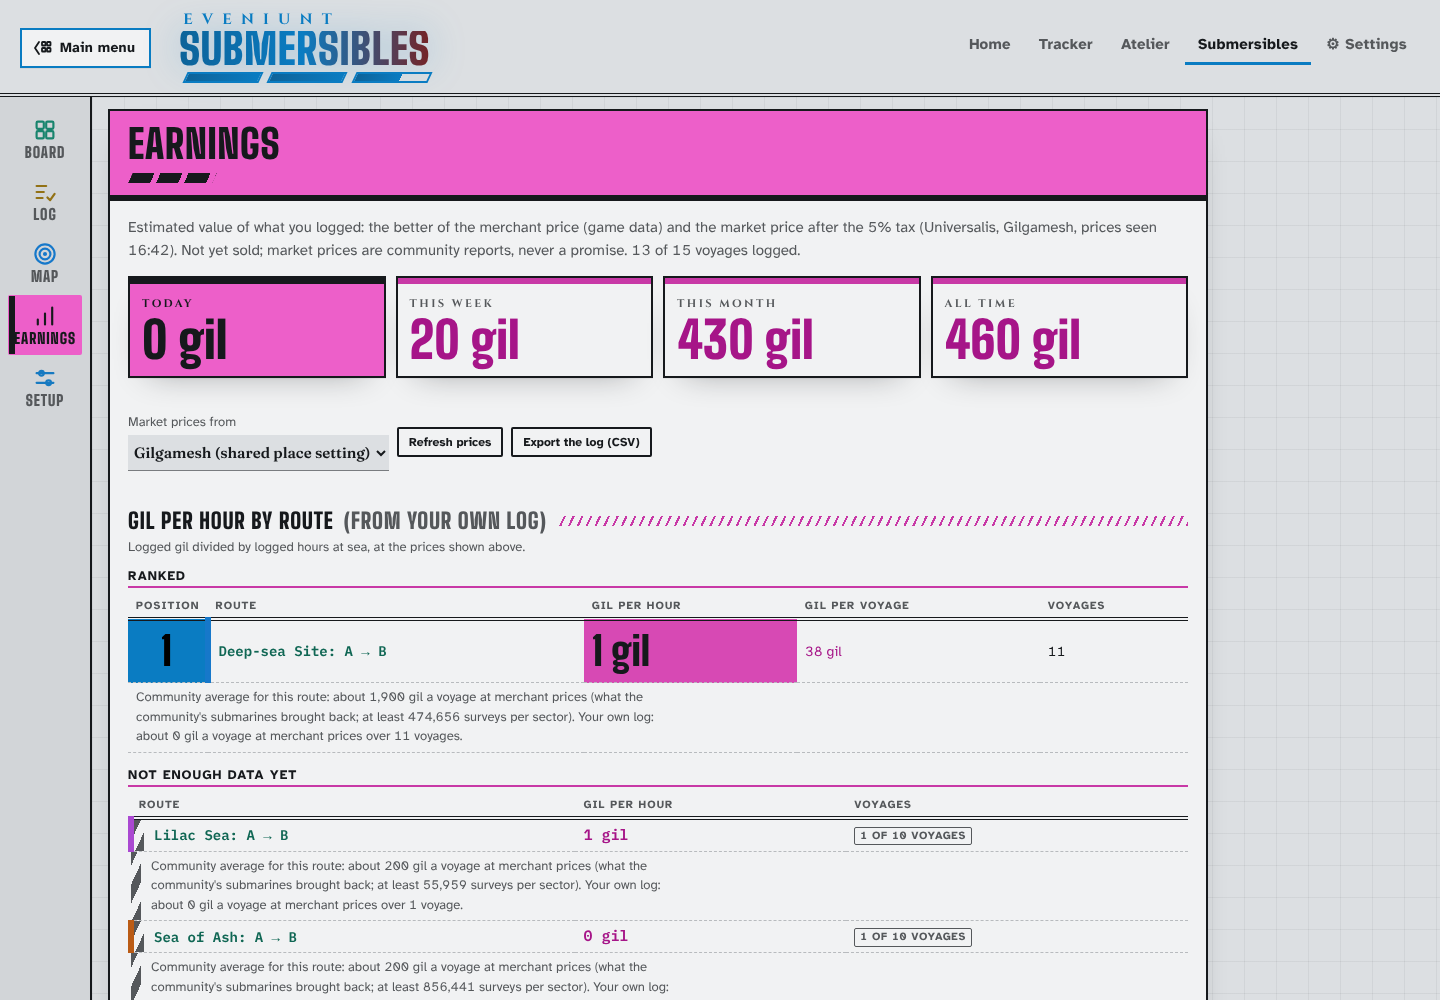 Main menu
EVENIUNT
SUBMERSIBLES
Home
Tracker
Atelier
Submersibles
⚙ Settings
BOARD
LOG
MAP
EARNINGS
SETUP
EARNINGS
Estimated value of what you logged: the better of the merchant price (game data) and the market price after the 5% tax (Universalis, Gilgamesh, prices seen
16:42). Not yet sold; market prices are community reports, never a promise. 13 of 15 voyages logged.
TODAY
0 gil
THIS WEEK
20 gil
THIS MONTH
430 gil
ALL TIME
460 gil
Market prices from
Gilgamesh (shared place setting)
Refresh prices
Export the log (CSV)
GIL PER HOUR BY ROUTE (FROM YOUR OWN LOG)
Logged gil divided by logged hours at sea, at the prices shown above.
RANKED
POSITION ROUTE GIL PER HOUR GIL PER VOYAGE VOYAGES
1 Deep-sea Site: A → B 1 gil 38 gil 11
Community average for this route: about 1,900 gil a voyage at merchant prices (what the
community's submarines brought back; at least 474,656 surveys per sector). Your own log:
about 0 gil a voyage at merchant prices over 11 voyages.
NOT ENOUGH DATA YET
ROUTE GIL PER HOUR VOYAGES
Lilac Sea: A → B 1 gil 1 OF 10 VOYAGES
Community average for this route: about 200 gil a voyage at merchant prices (what the
community's submarines brought back; at least 55,959 surveys per sector). Your own log:
about 0 gil a voyage at merchant prices over 1 voyage.
Sea of Ash: A → B 0 gil 1 OF 10 VOYAGES
Community average for this route: about 200 gil a voyage at merchant prices (what the
community's submarines brought back; at least 856,441 surveys per sector). Your own log: